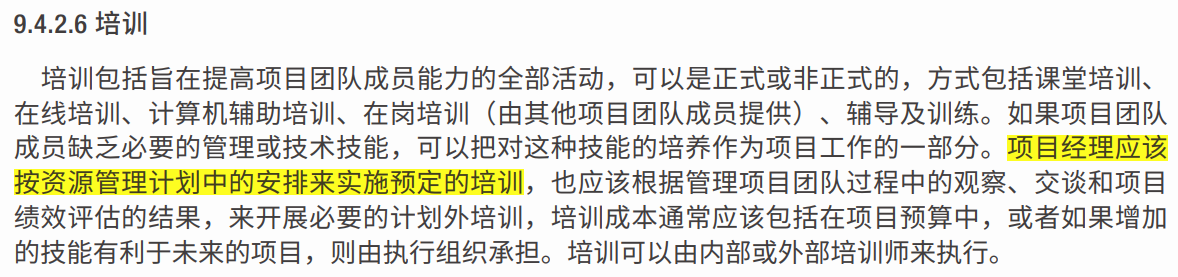 9.4.2.6 培训
培训包括旨在提高项目团队成员能力的全部活动，可以是正式或非正式的，方式包括课堂培训、
在线培训、计算机辅助培训、在岗培训（由其他项目团队成员提供）、辅导及训练。如果项目团队
成员缺乏必要的管理或技术技能，可以把对这种技能的培养作为项目工作的一部分。项目经理应该
按资源管理计划中的安排来实施预定的培训，也应该根据管理项目团队过程中的观察、交谈和项目
绩效评估的结果，来开展必要的计划外培训，培训成本通常应该包括在项目预算中，或者如果增加
的技能有利于未来的项目，则由执行组织承担。培训可以由内部或外部培训师来执行。